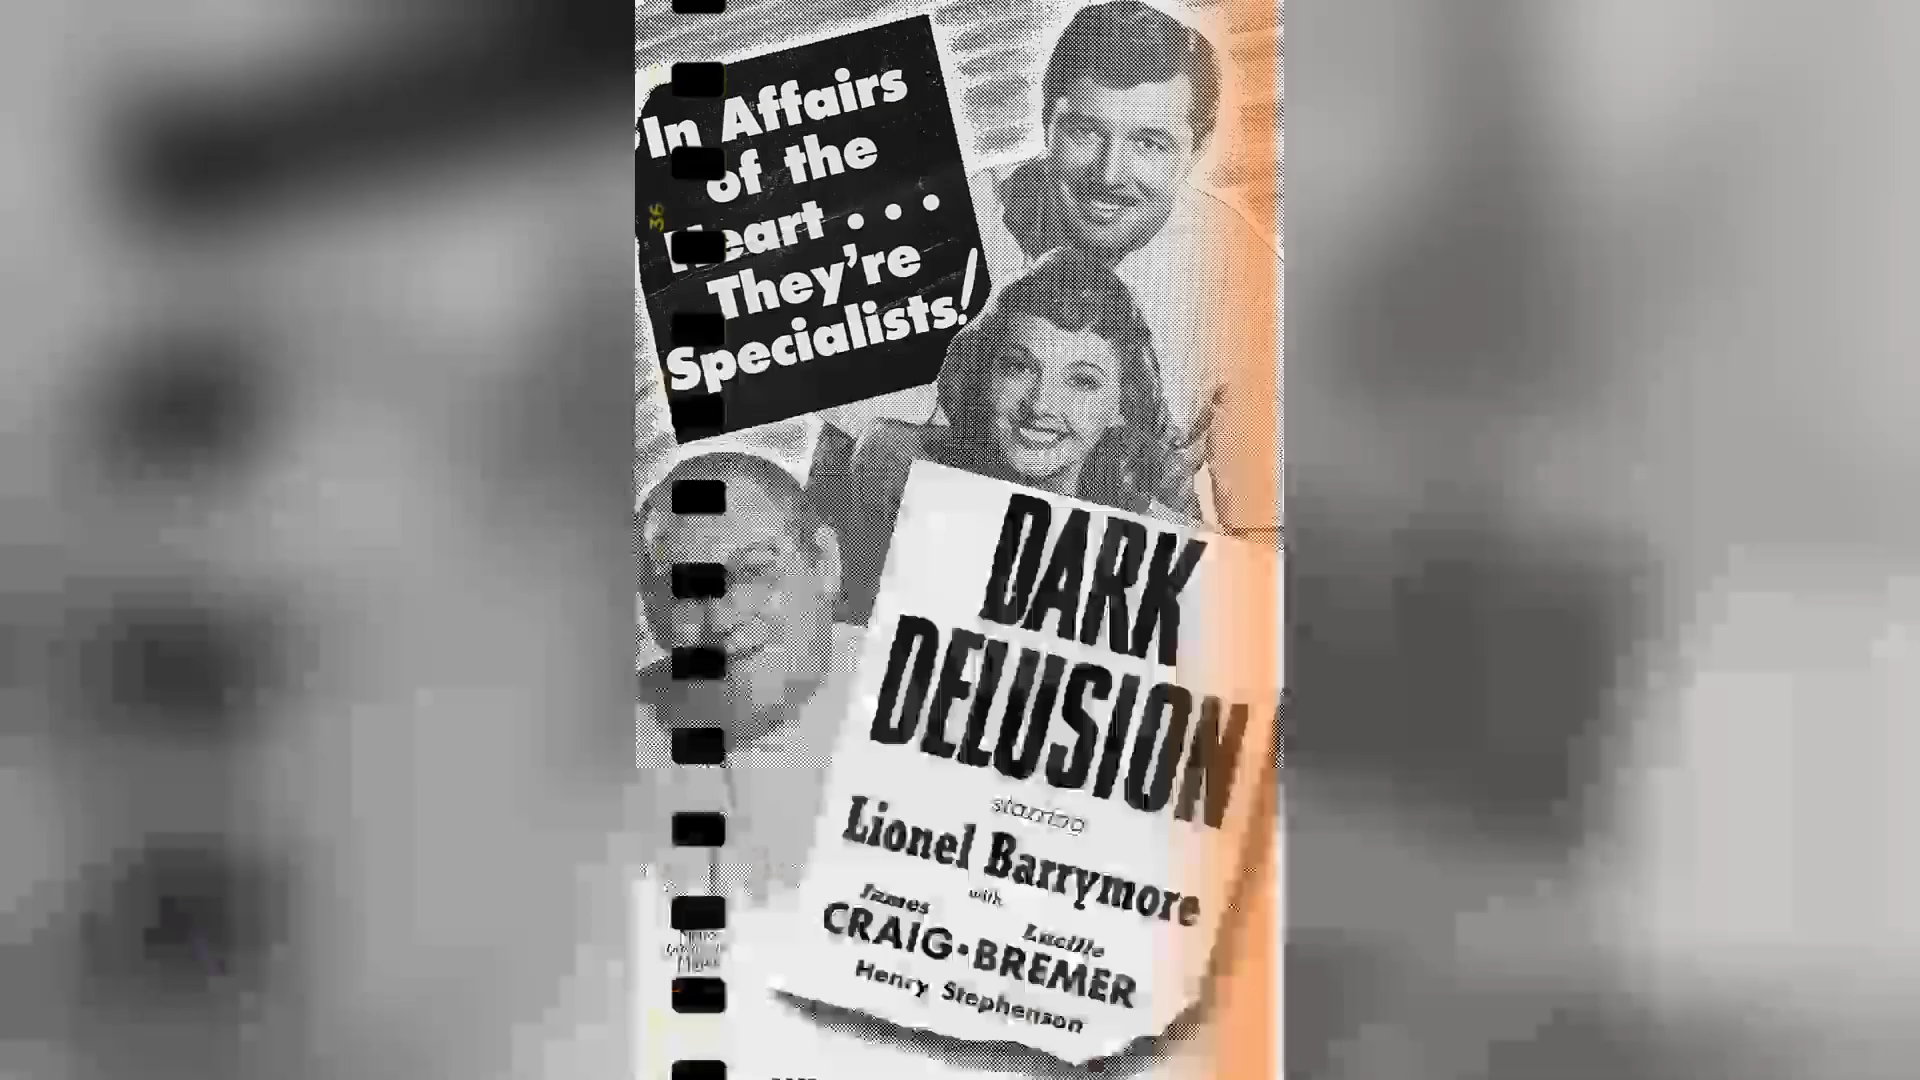 In Affairs
of the
Heart...
They're
Specialists!
36
DARK
DELUSION
starring
Lionel Barrymore
with
James Lucille
CRAIG·BREMER
Henry Stephenson